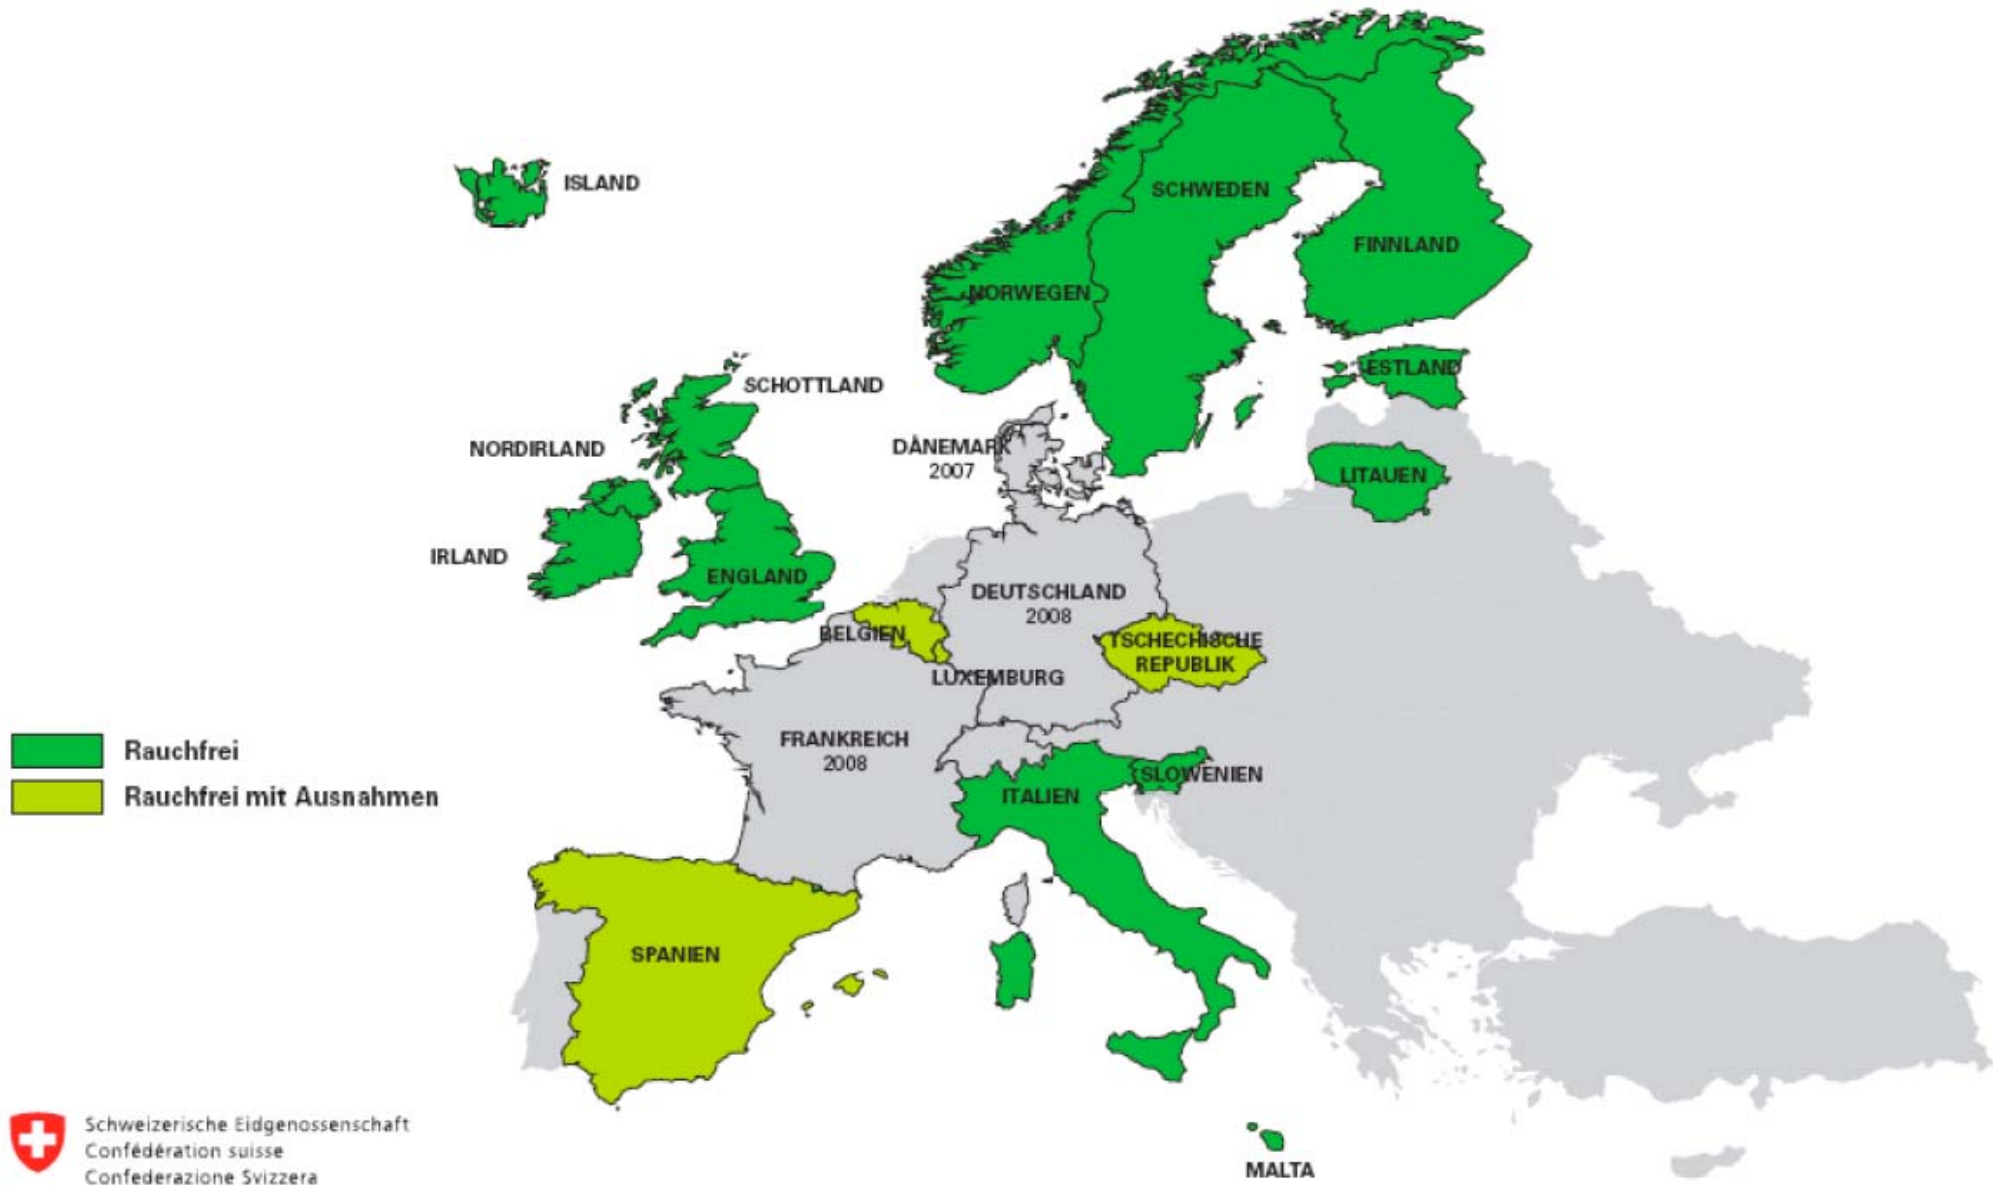 ISLAND
SCHWEDEN
FINNLAND
NORWEGEN
ESTLAND
SCHOTTLAND
NORDIRLAND
DÄNEMARK
2007
LITAUEN
IRLAND
ENGLAND
DEUTSCHLAND
2008
BELGIEN
TSCHECHISCHE
REPUBLIK
LUXEMBURG
FRANKREICH
2008
SLOWENIEN
ITALIEN
Rauchfrei
Rauchfrei mit Ausnahmen
SPANIEN
MALTA
Schweizerische Eidgenossenschaft
Confédération suisse
Confederazione Svizzera